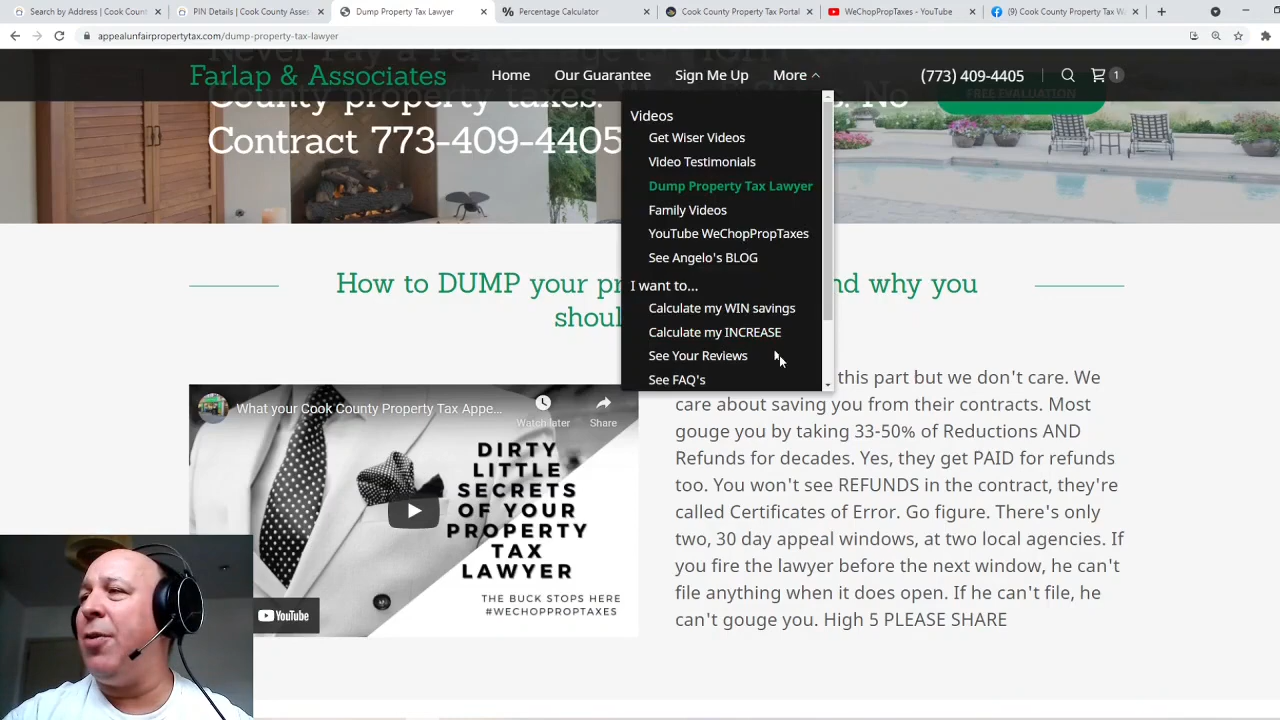 Search by Address | Cook Count
PIN Details | Cook County Asses
Dump Property Tax Lawyer
Percentage Calculator
Cook County Property Tax Portal
WeChopPropTaxes - YouTube
(9) Cook County Property Tax W
appealunfairpropertytax.com/dump-property-tax-lawyer
Farlap & Associates
Home
Our Guarantee
Sign Me Up
More
(773) 409-4405
1
FREE EVALUATION
County property taxes.
No
Contract 773-409-4405
Videos
Get Wiser Videos
Video Testimonials
Dump Property Tax Lawyer
Family Videos
YouTube WeChopPropTaxes
See Angelo's BLOG
I want to...
Calculate my WIN savings
Calculate my INCREASE
See Your Reviews
See FAQ's
How to DUMP your pr
nd why you
shou
What your Cook County Property Tax Appe...
Watch later
Share
DIRTY
LITTLE
SECRETS
OF YOUR
PROPERTY
TAX
LAWYER
THE BUCK STOPS HERE
#WECHOPPROPTAXES
YouTube
this part but we don't care. We
care about saving you from their contracts. Most
gouge you by taking 33-50% of Reductions AND
Refunds for decades. Yes, they get PAID for refunds
too. You won't see REFUNDS in the contract, they're
called Certificates of Error. Go figure. There's only
two, 30 day appeal windows, at two local agencies. If
you fire the lawyer before the next window, he can't
file anything when it does open. If he can't file, he
can't gouge you. High 5 PLEASE SHARE